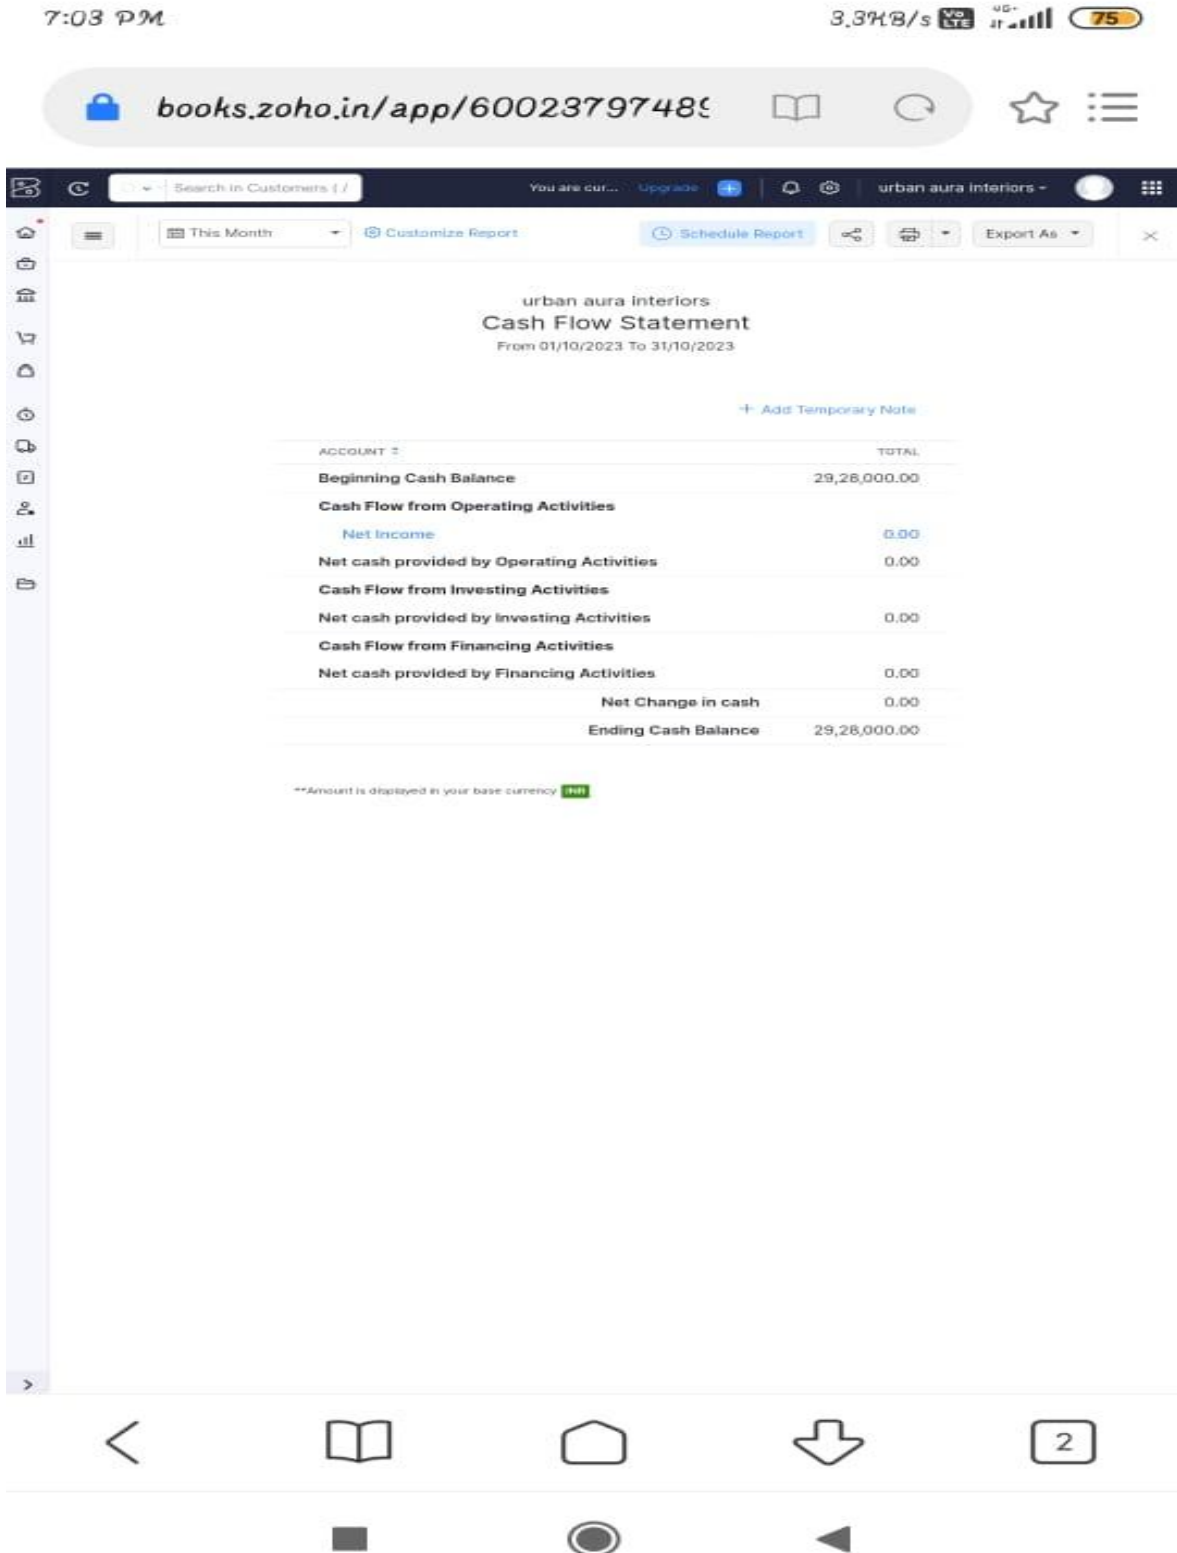 7:03 PM 3.3KB/s Vo LTE 4G+ 75
books.zoho.in/app/60023797489
Search in Customers ( / You are cur... Upgrade urban aura interiors
This Month Customize Report Schedule Report Export As
urban aura interiors
Cash Flow Statement
From 01/10/2023 To 31/10/2023
+ Add Temporary Note
ACCOUNT TOTAL
Beginning Cash Balance 29,28,000.00
Cash Flow from Operating Activities
Net Income 0.00
Net cash provided by Operating Activities 0.00
Cash Flow from Investing Activities
Net cash provided by Investing Activities 0.00
Cash Flow from Financing Activities
Net cash provided by Financing Activities 0.00
Net Change in cash 0.00
Ending Cash Balance 29,28,000.00
**Amount is displayed in your base currency INR
2